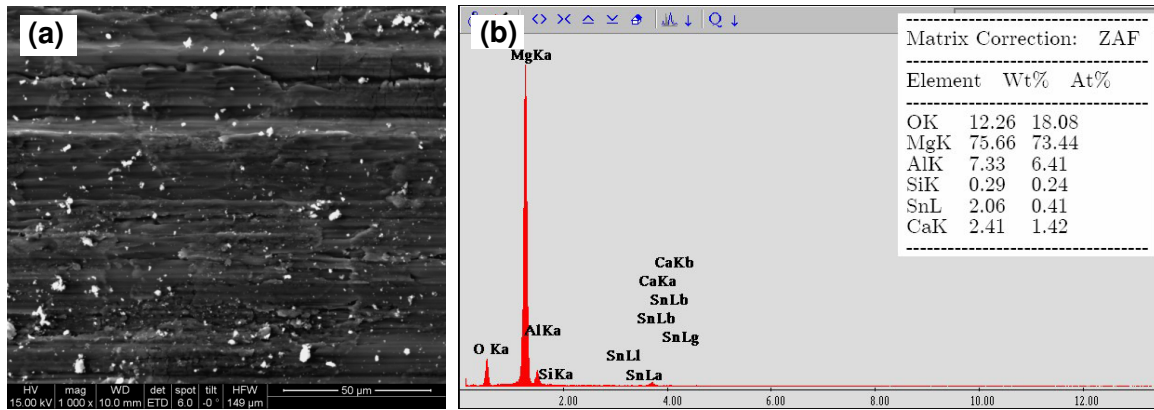 (a)
HV mag WD det spot tilt HFW
15.00 kV 1 000 x 10.0 mm ETD 6.0 -0 ° 149 µm
50 µm
(b)
Matrix Correction: ZAF
Element Wt% At%
OK 12.26 18.08
MgK 75.66 73.44
AlK 7.33 6.41
SiK 0.29 0.24
SnL 2.06 0.41
CaK 2.41 1.42
MgKa
CaKb
CaKa
SnLb
SnLb
SnLg
AlKa
O Ka
SiKa
SnLl
SnLa
2.00 4.00 6.00 8.00 10.00 12.00